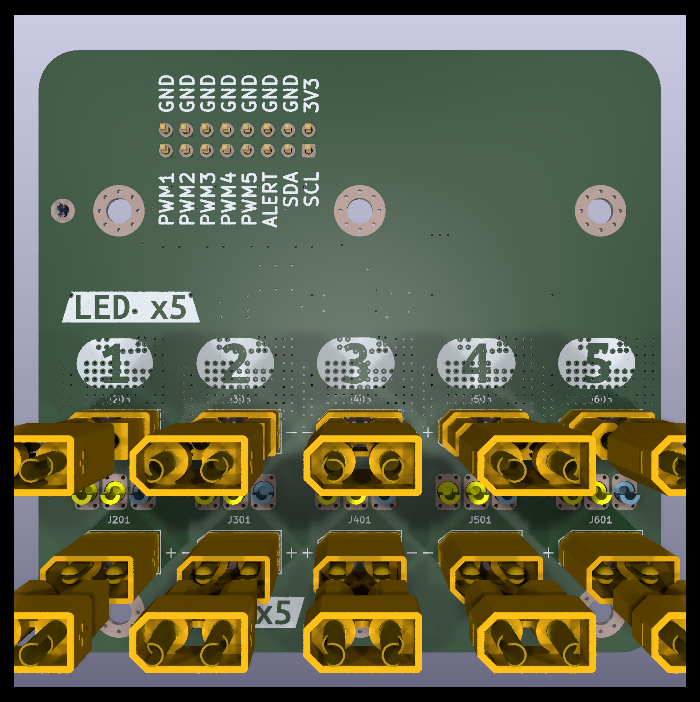 GND GND GND GND GND GND GND 3V3
PWM1 PWM2 PWM3 PWM4 PWM5 ALERT SDA SCL
LED x5
1 2 3 4 5
J201 J301 J401 J501 J601
x5